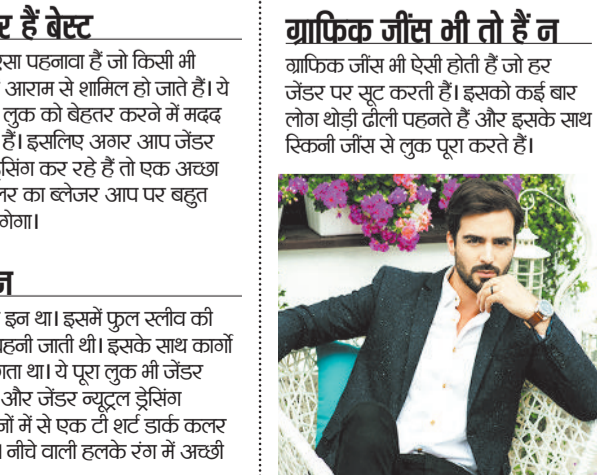 र हैं बेस्ट
सा पहनावा हैं जो किसी भी
आराम से शामिल हो जाते हैं। ये
लुक को बेहतर करने में मदद
हैं। इसलिए अगर आप जेंडर
सिंग कर रहे हैं तो एक अच्छा
लर का ब्लेजर आप पर बहुत
गेगा।
न
इन था। इसमें फुल स्लीव की
हनी जाती थी। इसके साथ कार्गो
ाता था। ये पूरा लुक भी जेंडर
और जेंडर न्यूट्रल ड्रेसिंग
नों में से एक टी शर्ट डार्क कलर
। नीचे वाली हलके रंग में अच्छी
ग्राफिक जींस भी तो हैं न
ग्राफिक जींस भी ऐसी होती हैं जो हर
जेंडर पर सूट करती हैं। इसको कई बार
लोग थोड़ी ढीली पहनते हैं और इसके साथ
स्किनी जींस से लुक पूरा करते हैं।